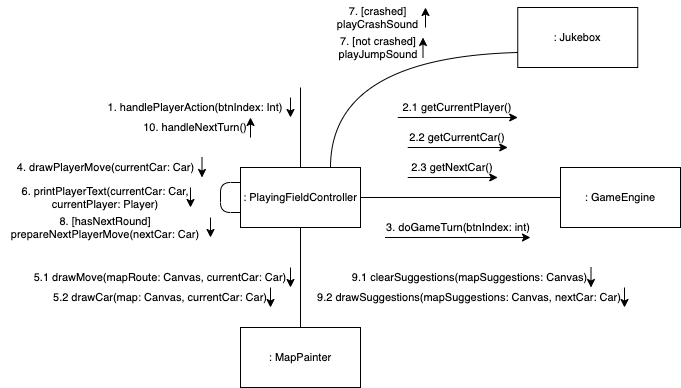 7. [crashed]
playCrashSound
7. [not crashed]
playJumpSound
: Jukebox
1. handlePlayerAction(btnIndex: Int)
10. handleNextTurn()
2.1 getCurrentPlayer()
2.2 getCurrentCar()
2.3 getNextCar()
4. drawPlayerMove(currentCar: Car)
6. printPlayerText(currentCar: Car,
currentPlayer: Player)
8. [hasNextRound]
prepareNextPlayerMove(nextCar: Car)
: PlayingFieldController
: GameEngine
3. doGameTurn(btnIndex: int)
5.1 drawMove(mapRoute: Canvas, currentCar: Car)
5.2 drawCar(map: Canvas, currentCar: Car)
9.1 clearSuggestions(mapSuggestions: Canvas)
9.2 drawSuggestions(mapSuggestions: Canvas, nextCar: Car)
: MapPainter